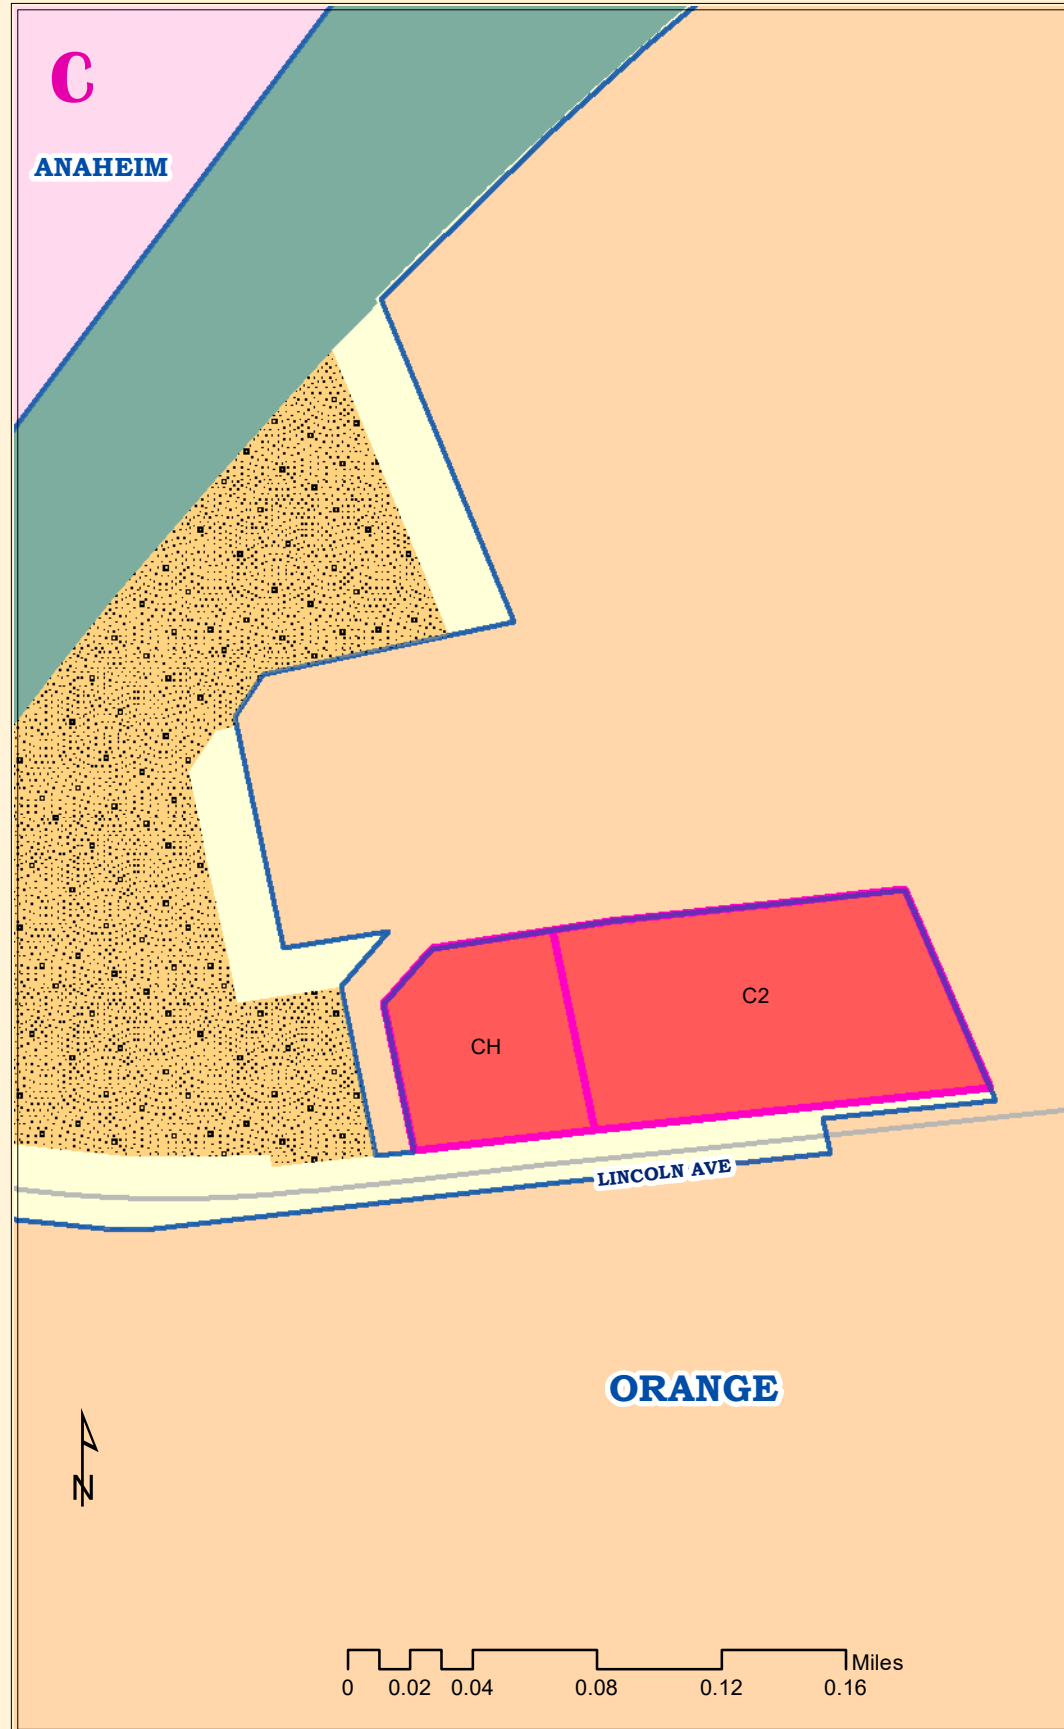 C
ANAHEIM
C2
CH
LINCOLN AVE
ORANGE
N
Miles
0 0.02 0.04 0.08 0.12 0.16